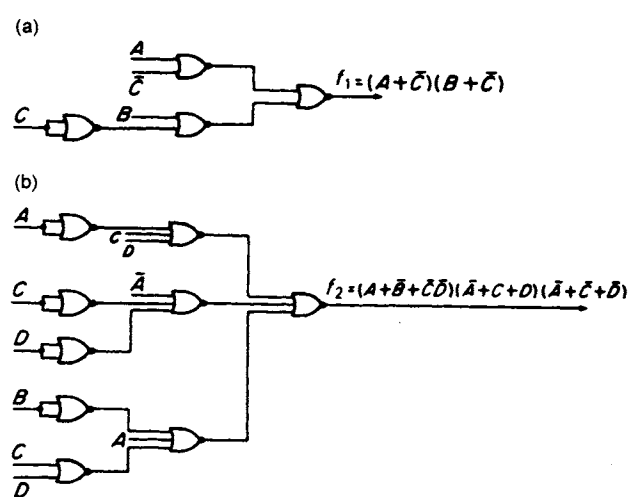 (a)
A
C̄
f₁=(A+C̄)(B+C̄)
C
B
(b)
A
C
D
Ā
C
f₂=(A+B̄+C̄D̄)(Ā+C+D)(Ā+C̄+D̄)
D
B
A
C
D